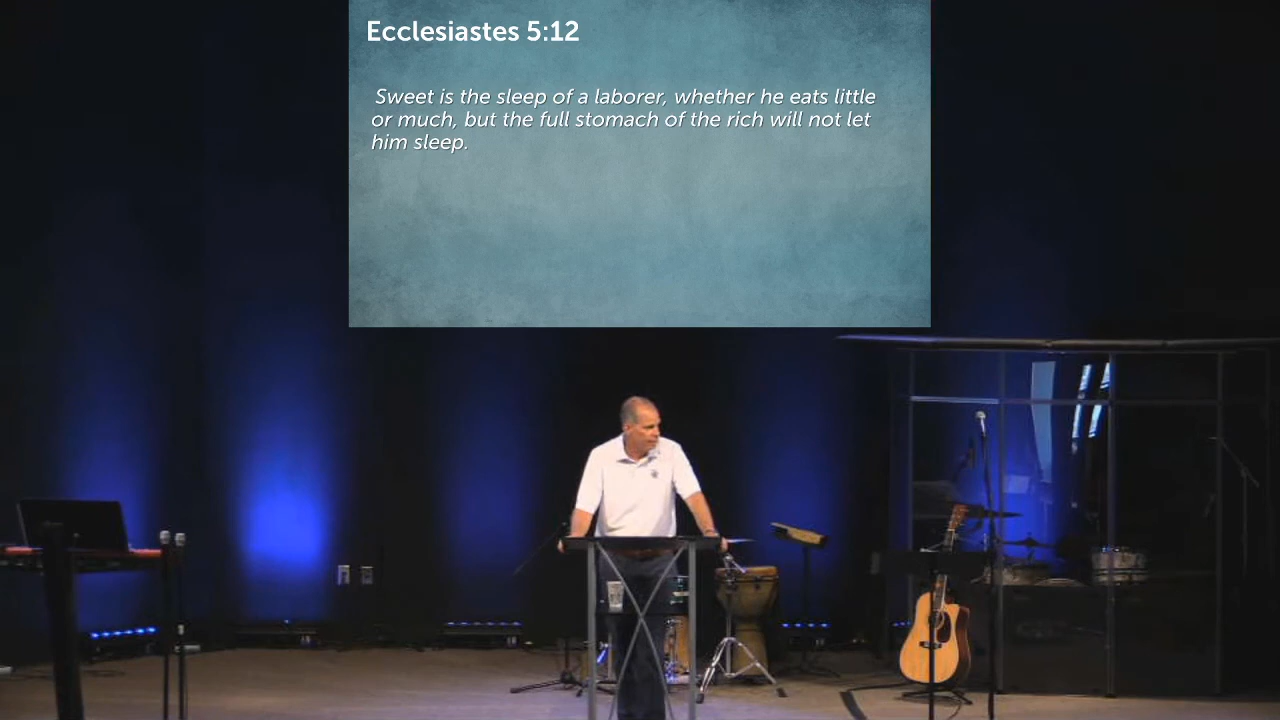 Ecclesiastes 5:12
Sweet is the sleep of a laborer, whether he eats little
or much, but the full stomach of the rich will not let
him sleep.